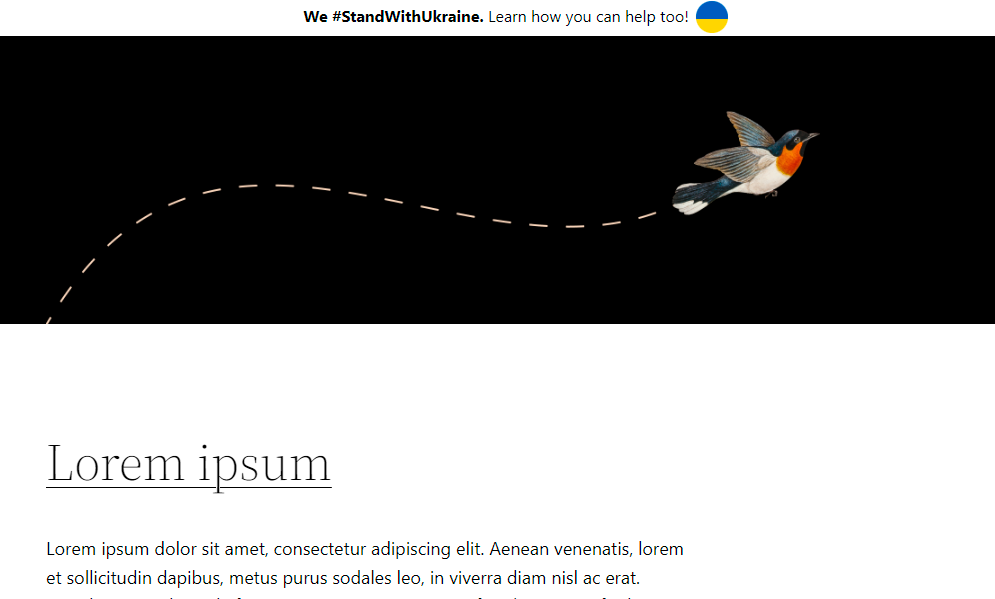 We #StandWithUkraine. Learn how you can help too!
Lorem ipsum
Lorem ipsum dolor sit amet, consectetur adipiscing elit. Aenean venenatis, lorem
et sollicitudin dapibus, metus purus sodales leo, in viverra diam nisl ac erat.